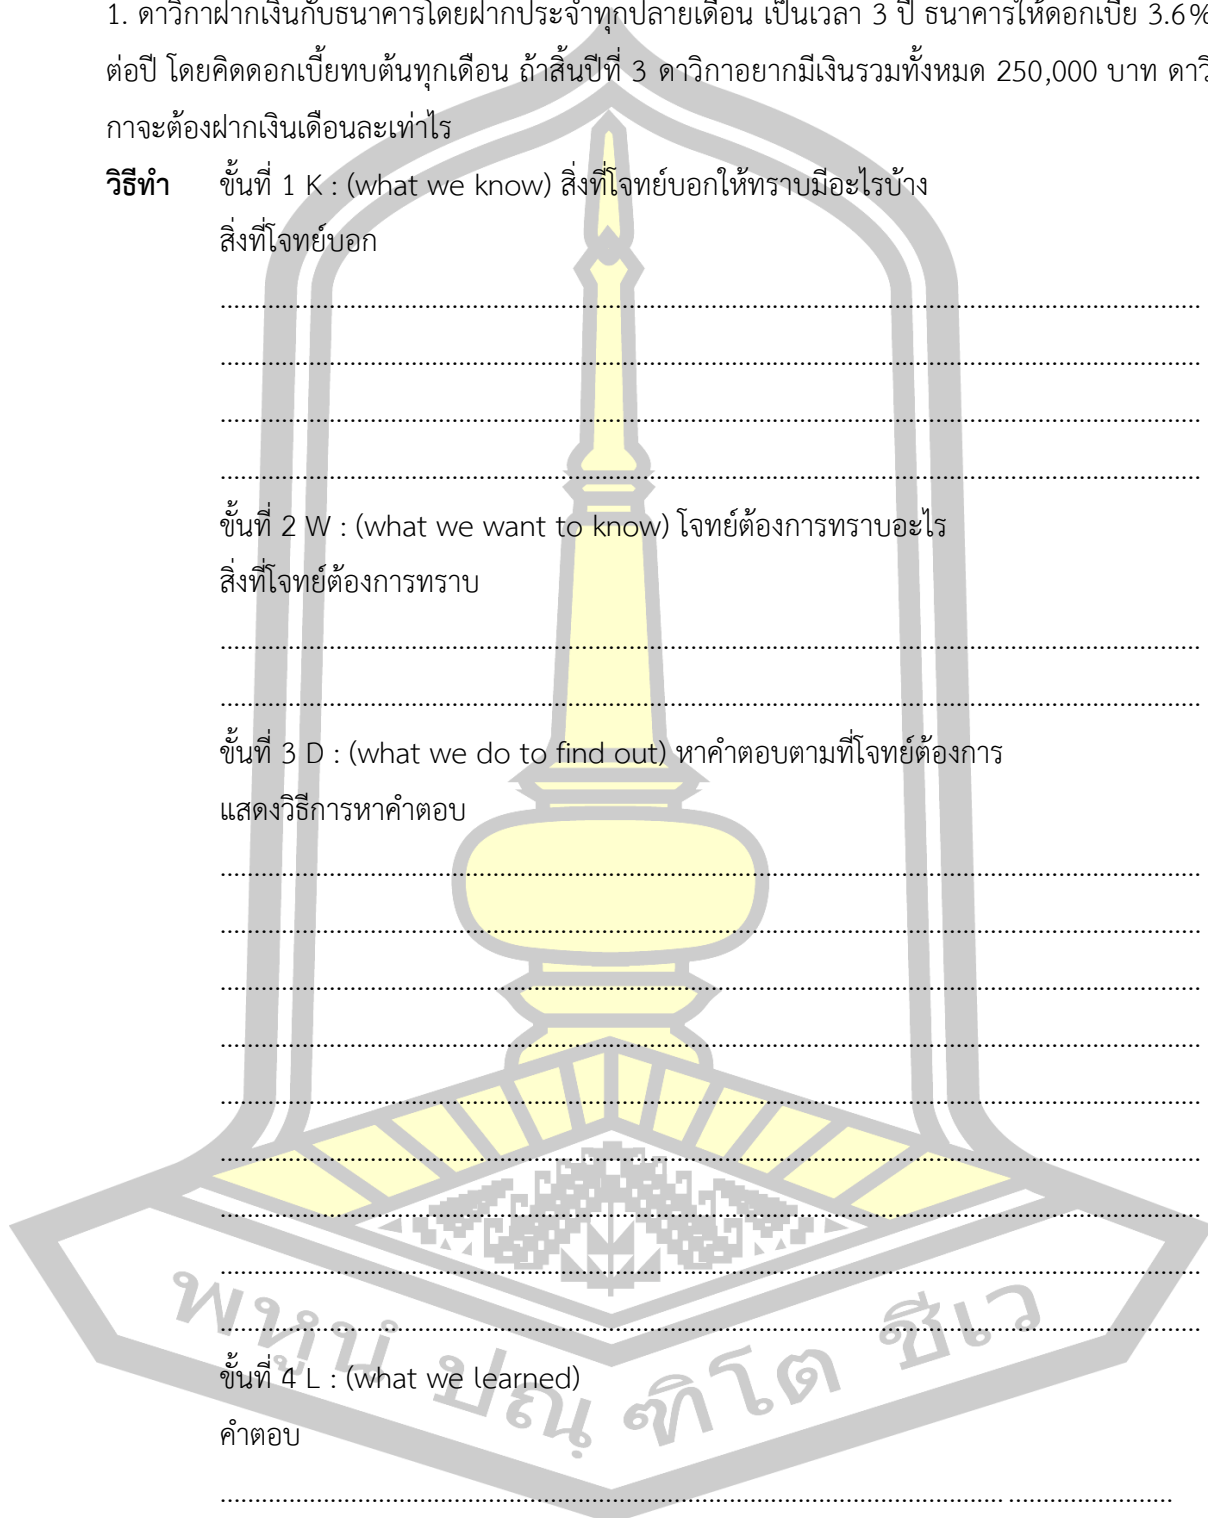 1. ดาวิกาฝากเงินกับธนาคารโดยฝากประจำทุกปลายเดือน เป็นเวลา 3 ปี ธนาคารให้ดอกเบี้ย 3.6%
ต่อปี โดยคิดดอกเบี้ยทบต้นทุกเดือน ถ้าสิ้นปีที่ 3 ดาวิกาอยากมีเงินรวมทั้งหมด 250,000 บาท ดาวิ
กาจะต้องฝากเงินเดือนละเท่าไร
วิธีทำ ขั้นที่ 1 K : (what we know) สิ่งที่โจทย์บอกให้ทราบมีอะไรบ้าง
สิ่งที่โจทย์บอก
ขั้นที่ 2 W : (what we want to know) โจทย์ต้องการทราบอะไร
สิ่งที่โจทย์ต้องการทราบ
ขั้นที่ 3 D : (what we do to find out) หาคำตอบตามที่โจทย์ต้องการ
แสดงวิธีการหาคำตอบ
พหูนํ ปณฺฑิโต ชีเว
ขั้นที่ 4 L : (what we learned)
คำตอบ